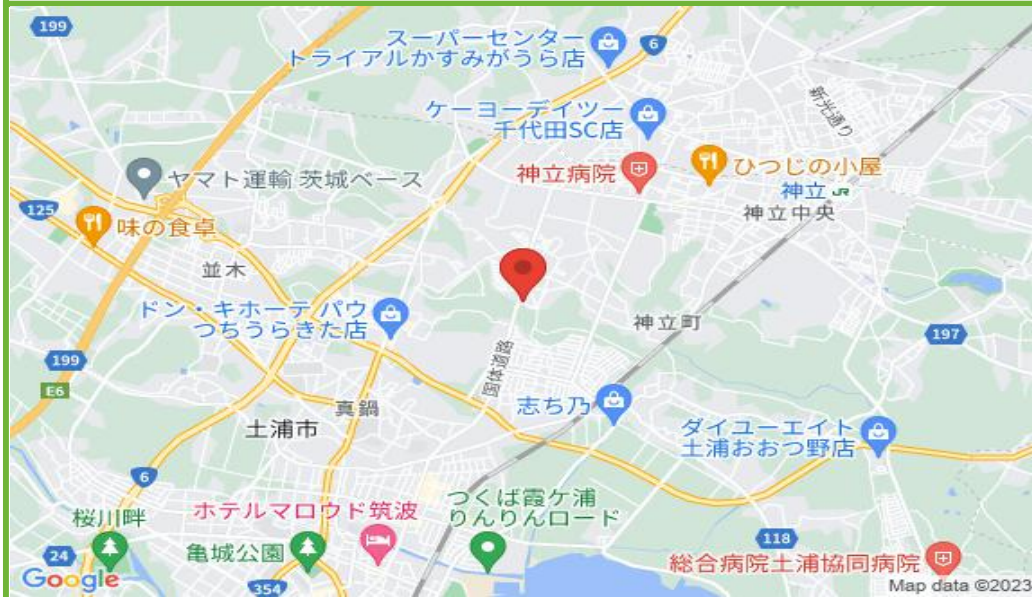 199
スーパーセンター
トライアルかすみがうら店
6
ケーヨーデイツー
千代田SC店
新光通り
ヤマト運輸 茨城ベース
神立病院
ひつじの小屋
神立 JR
神立中央
125
味の食卓
並木
ドン・キホーテ パウ
つちうらきた店
神立町
197
199
国体道路
E6
真鍋
志ち乃
土浦市
ダイユーエイト
土浦おおつ野店
6
桜川畔
ホテルマロウド筑波
つくば霞ケ浦
りんりんロード
118
24
亀城公園
総合病院土浦協同病院
Google
354
Map data ©2023